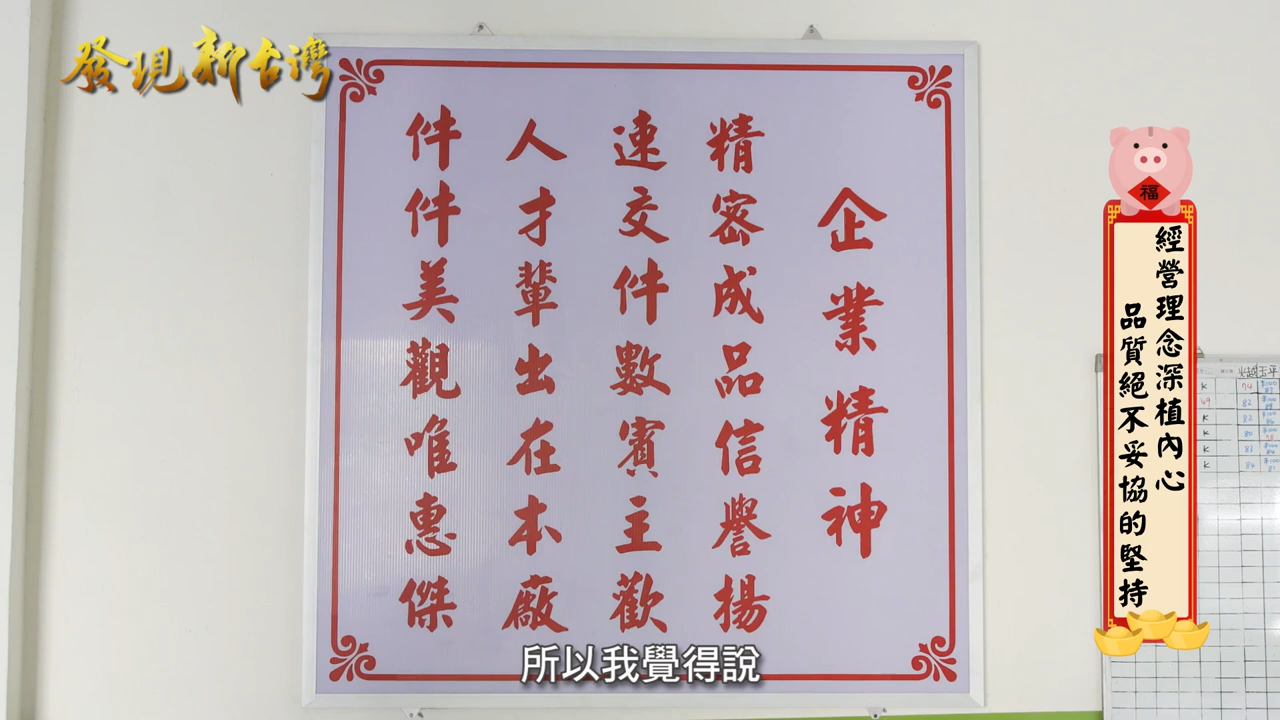 發現新台灣
企業精神
精密成品信譽揚
速交件數賓主歡
人才輩出在本廠
件件美觀唯惠傑
福
經營理念深植內心
品質絕不妥協的堅持
所以我覺得說